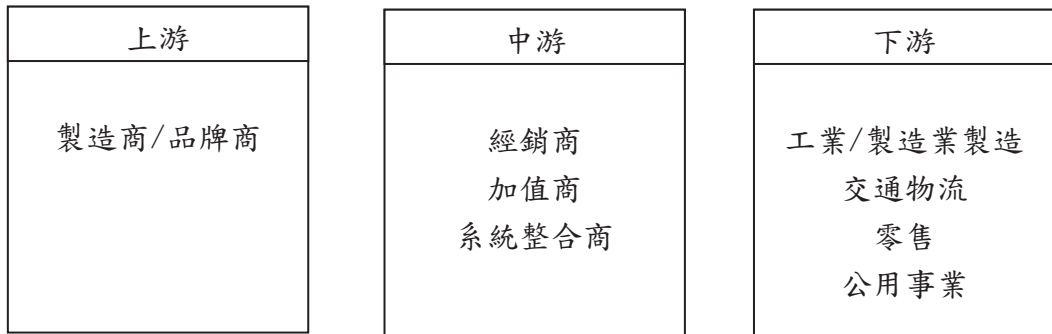 上游
製造商/品牌商
中游
經銷商
加值商
系統整合商
下游
工業/製造業製造
交通物流
零售
公用事業